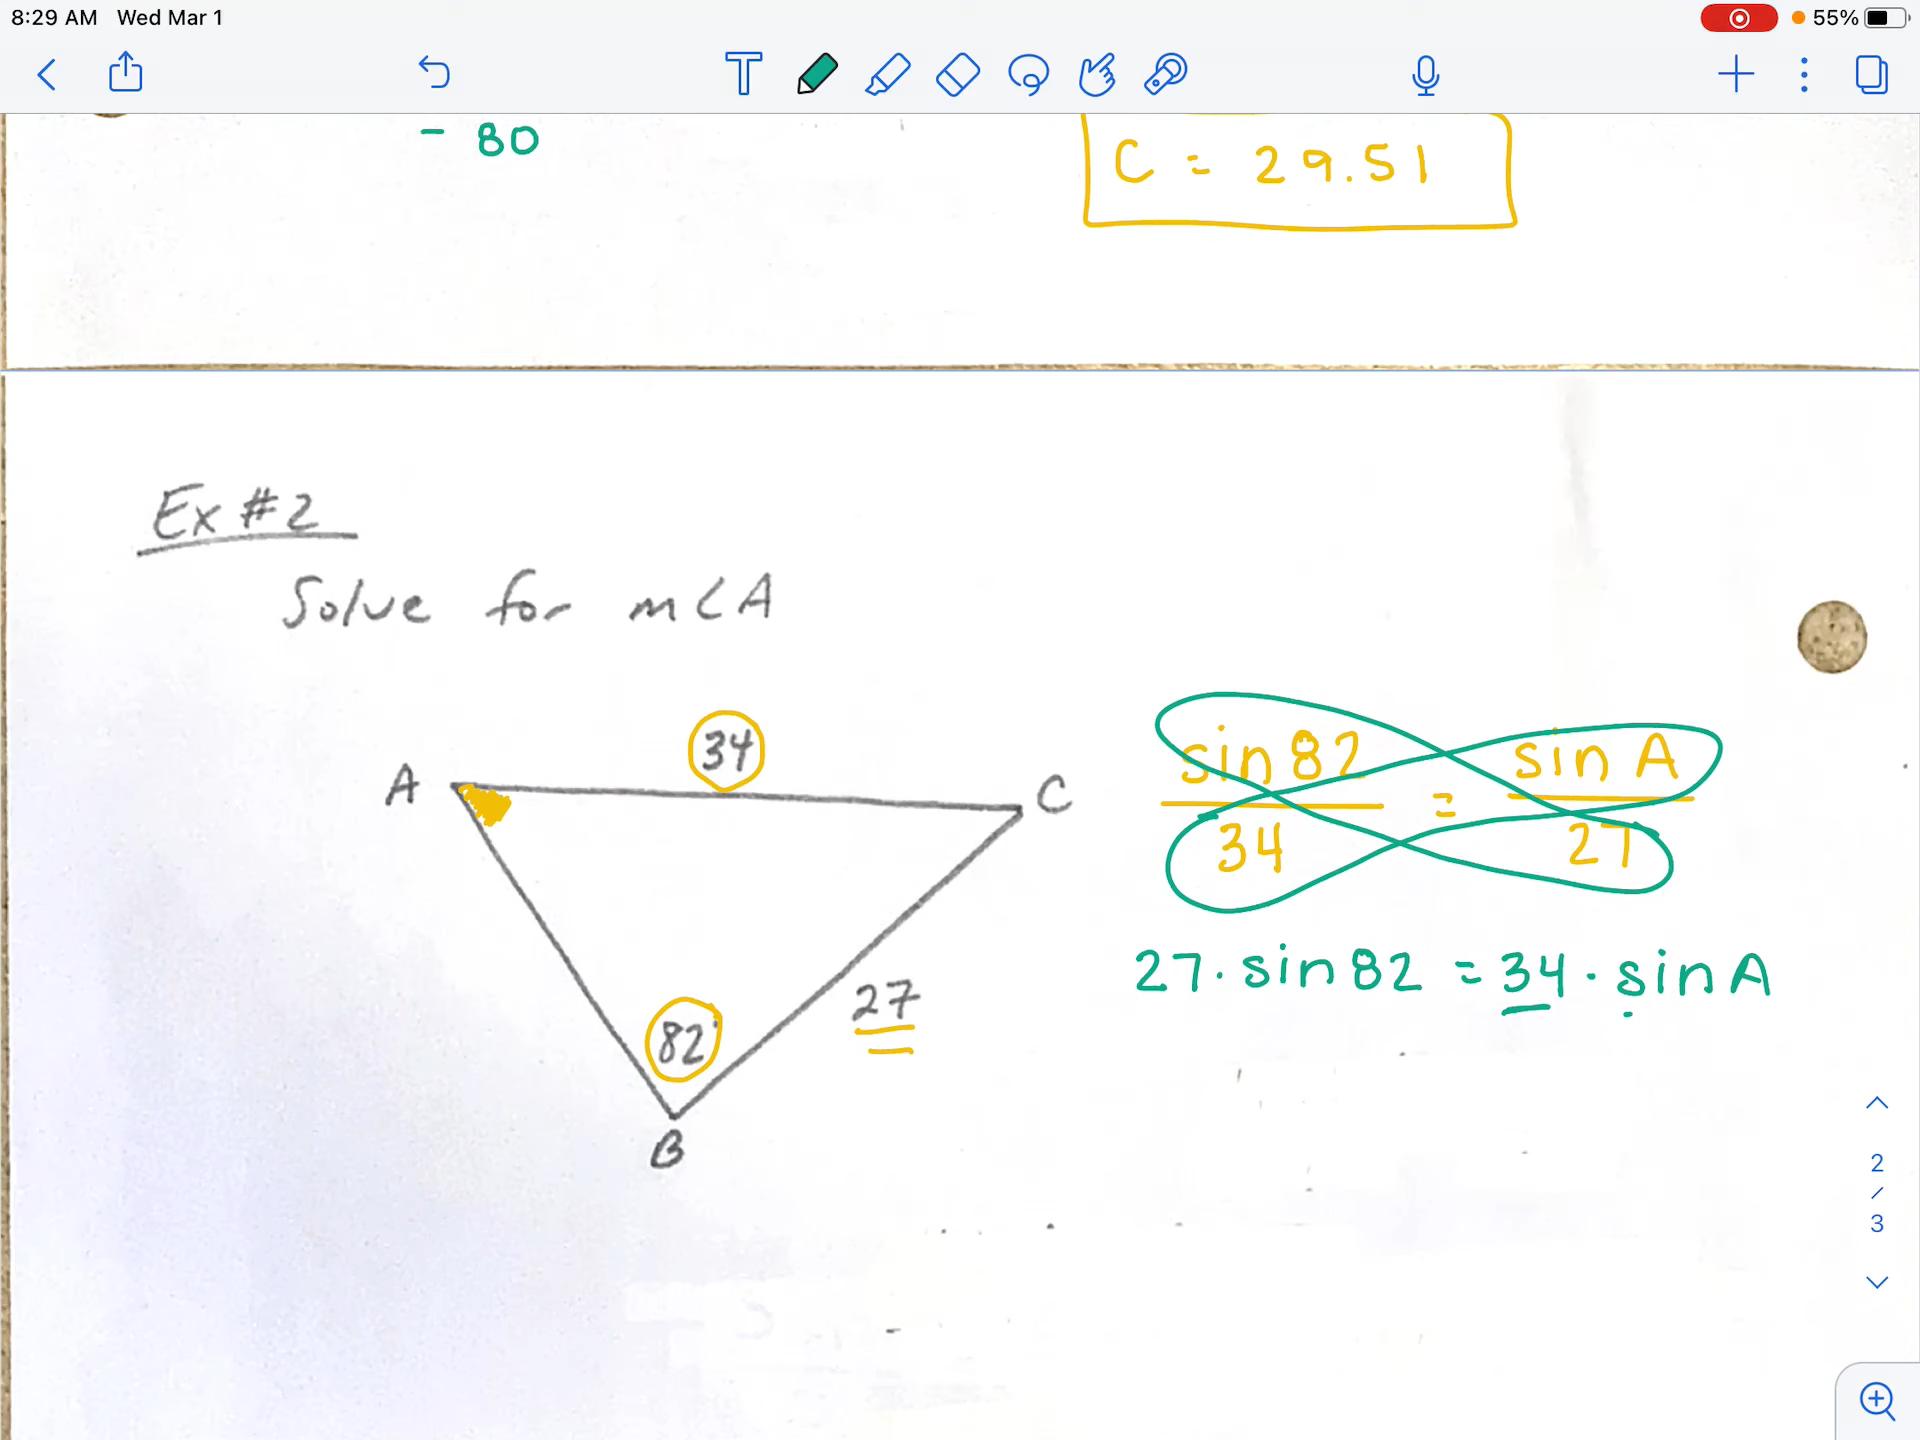 8:29 AM Wed Mar 1
55%
T
- 80
C = 29.51
Ex #2
Solve for m∠A
34
A
C
sin 82 = sin A
34 27
27
82°
B
27 · sin 82 = 34 · sin A
2
/
3